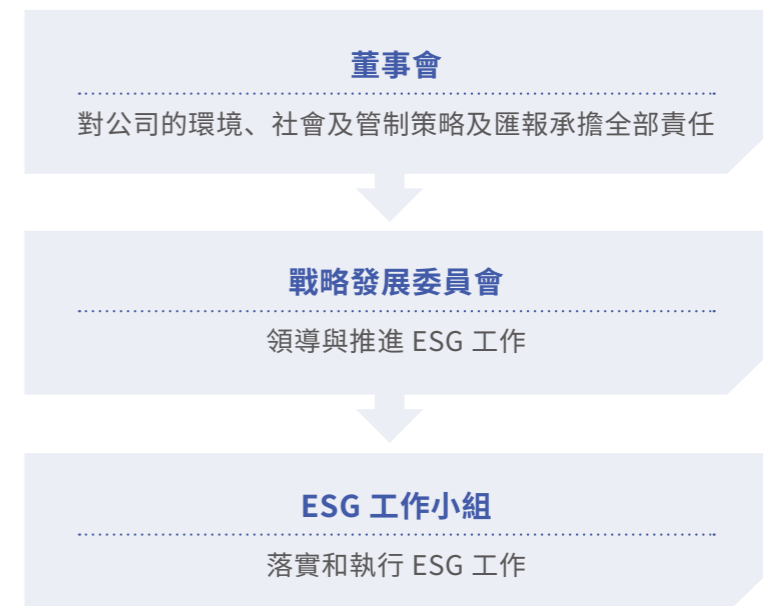 董事會
對公司的環境、社會及管制策略及匯報承擔全部責任
戰略發展委員會
領導與推進 ESG 工作
ESG 工作小組
落實和執行 ESG 工作